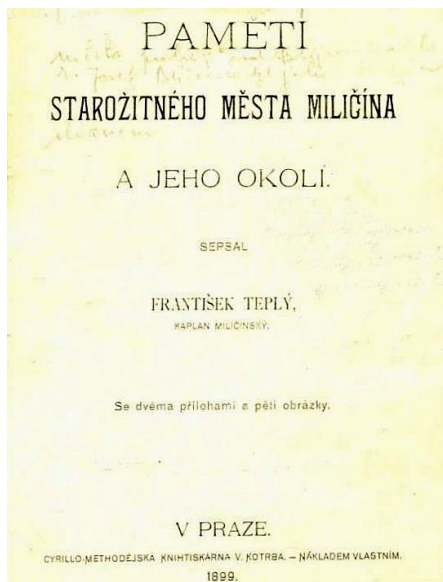 PAMĚTI
STAROŽITNÉHO MĚSTA MILIČÍNA
A JEHO OKOLÍ.
SEPSAL
FRANTIŠEK TEPLÝ,
KAPLAN MILIČINSKÝ.
Se dvěma přílohami a pěti obrázky.
V PRAZE.
CYRILLO-METHODĚJSKÁ KNIHTISKÁRNA V. KOTRBA. — NÁKLADEM VLASTNÍM.
1899.